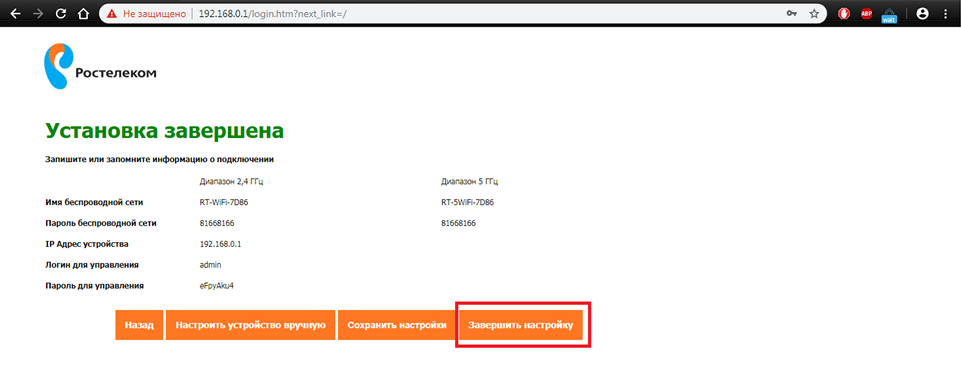 Не защищено 192.168.0.1/login.htm?next_link=/ ABP wait
Ростелеком
Установка завершена
Запишите или запомните информацию о подключении
Диапазон 2,4 ГГц Диапазон 5 ГГц
Имя беспроводной сети RT-WiFi-7D86 RT-5WiFi-7D86
Пароль беспроводной сети 81668166 81668166
IP Адрес устройства 192.168.0.1
Логин для управления admin
Пароль для управления eFpyAku4
Назад Настроить устройство вручную Сохранить настройки Завершить настройку